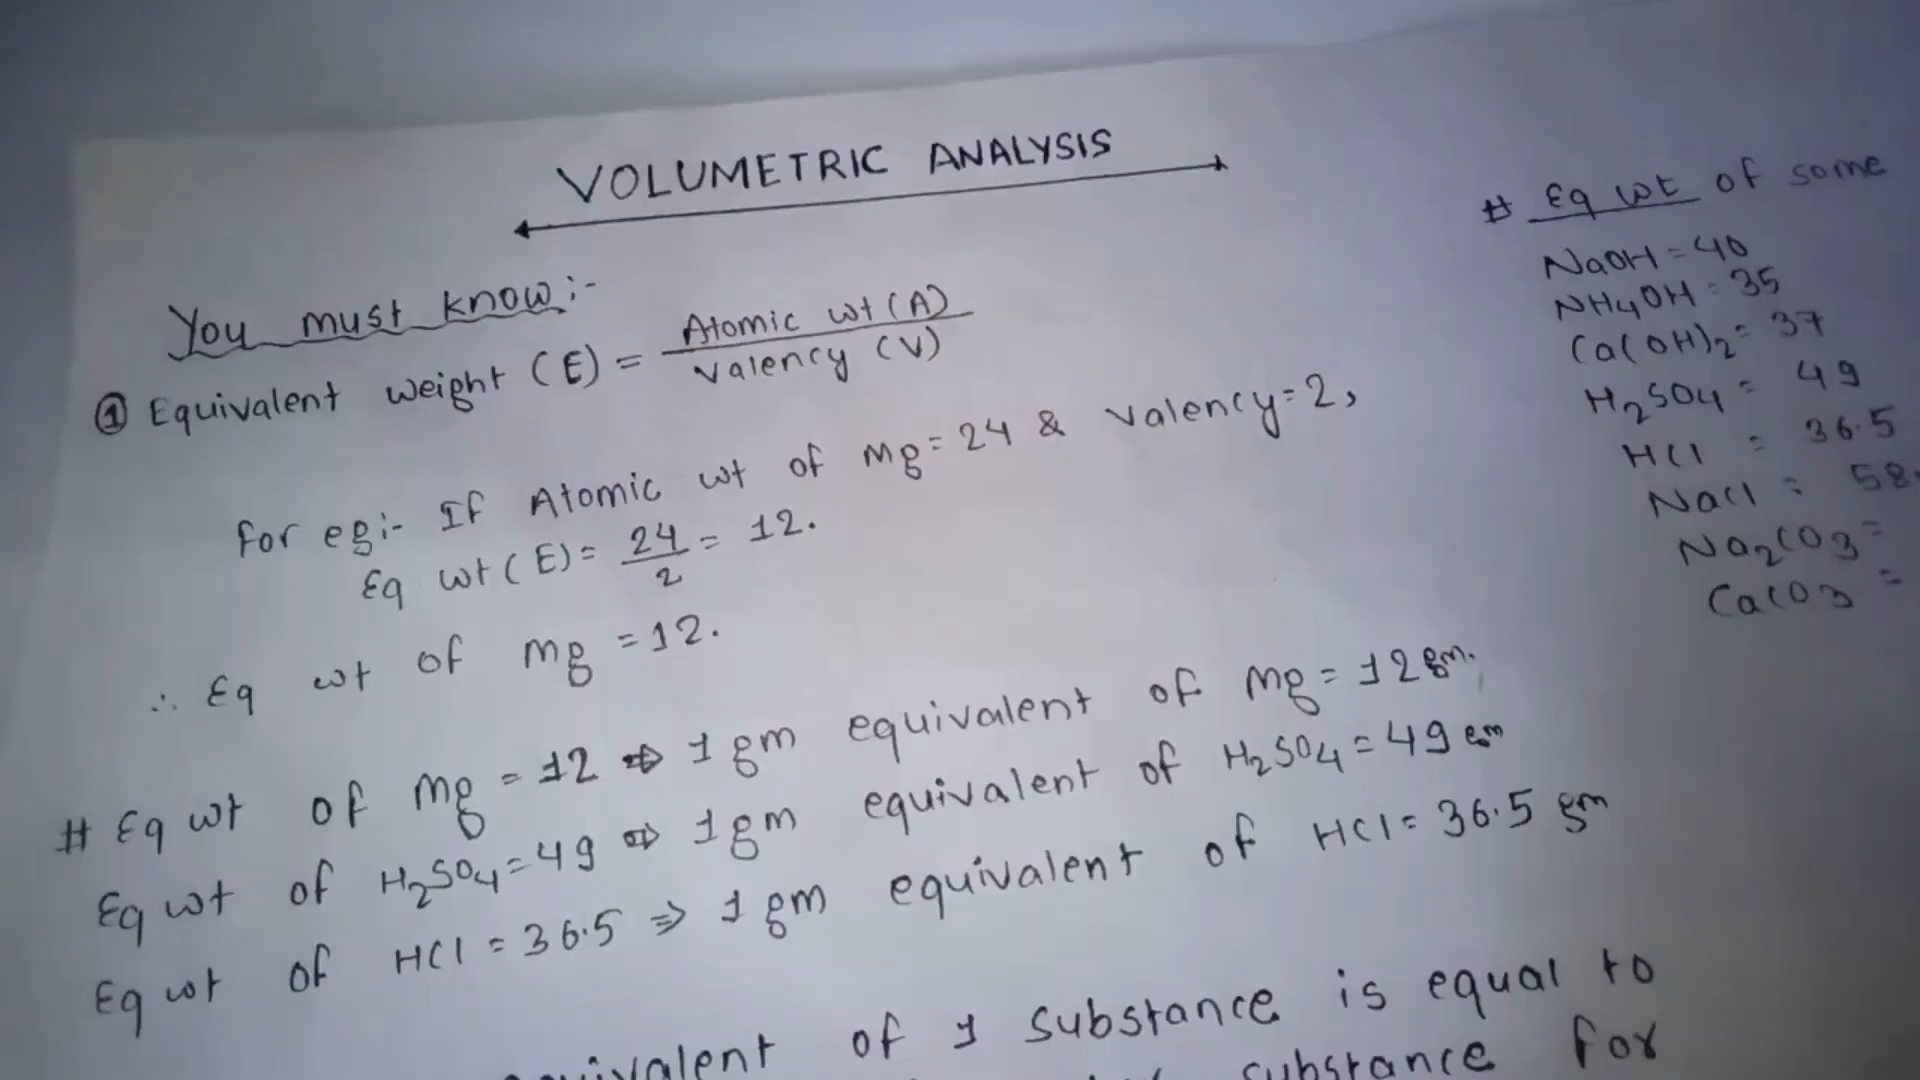 VOLUMETRIC ANALYSIS
You must know:-
① Equivalent weight (E) = Atomic wt (A) / Valency (V)
for eg:- If Atomic wt of Mg = 24 & valency = 2,
Eq wt (E) = 24/2 = 12.
∴ Eq wt of Mg = 12.
# Eq wt of Mg = 12 ⇒ 1 gm equivalent of Mg = 12 gm.
Eq wt of H₂SO₄ = 49 ⇒ 1 gm equivalent of H₂SO₄ = 49 gm
Eq wt of HCl = 36.5 ⇒ 1 gm equivalent of HCl = 36.5 gm
of 1 substance is equal to
substance for
# Eq wt of some
NaOH = 40
NH4OH = 35
Ca(OH)₂ = 37
H₂SO₄ = 49
HCl = 36.5
NaCl = 58.
Na₂CO₃ =
CaCO₃ =